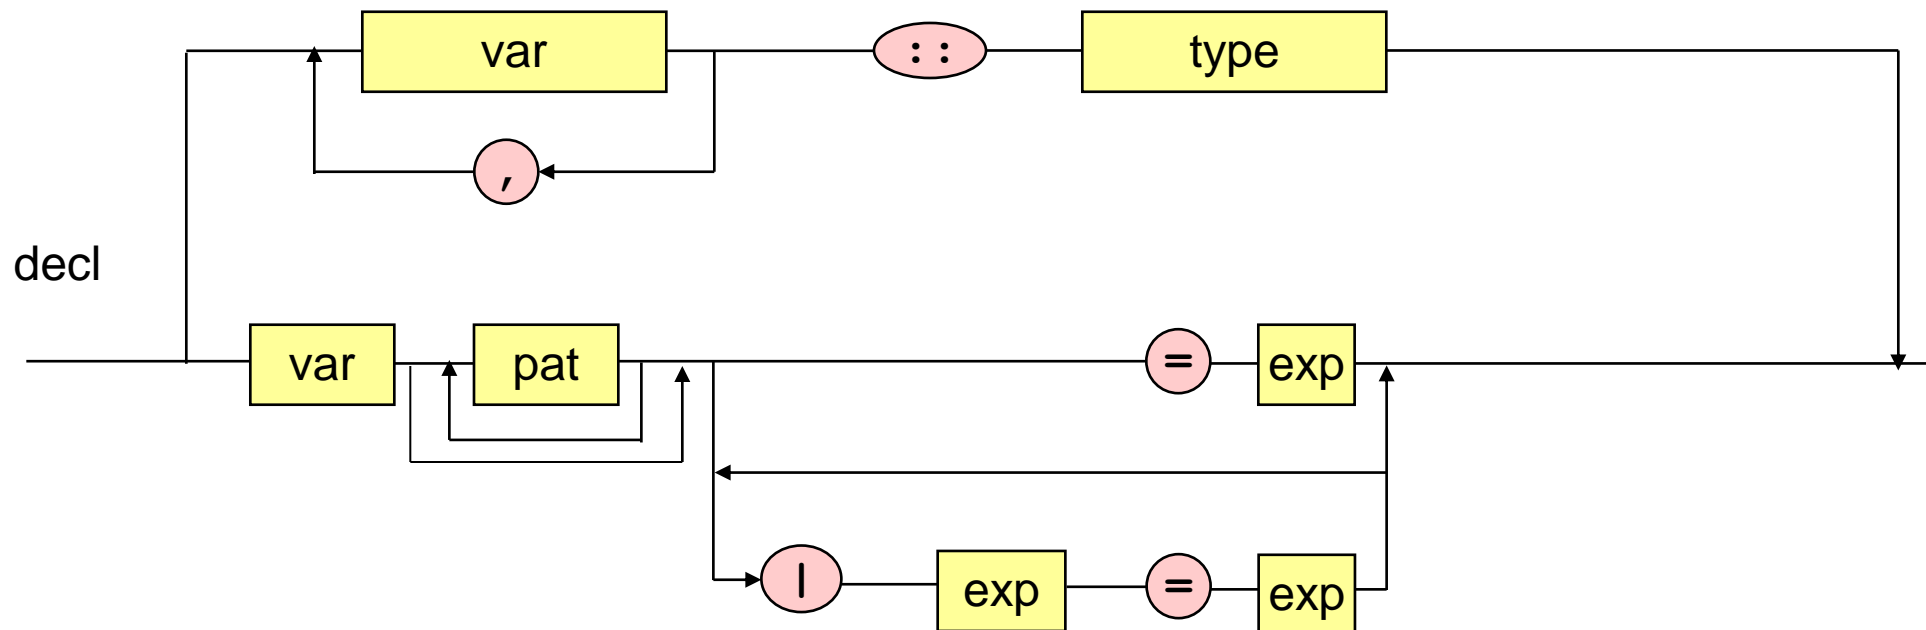 var :: type
,
decl
var pat = exp
| exp = exp